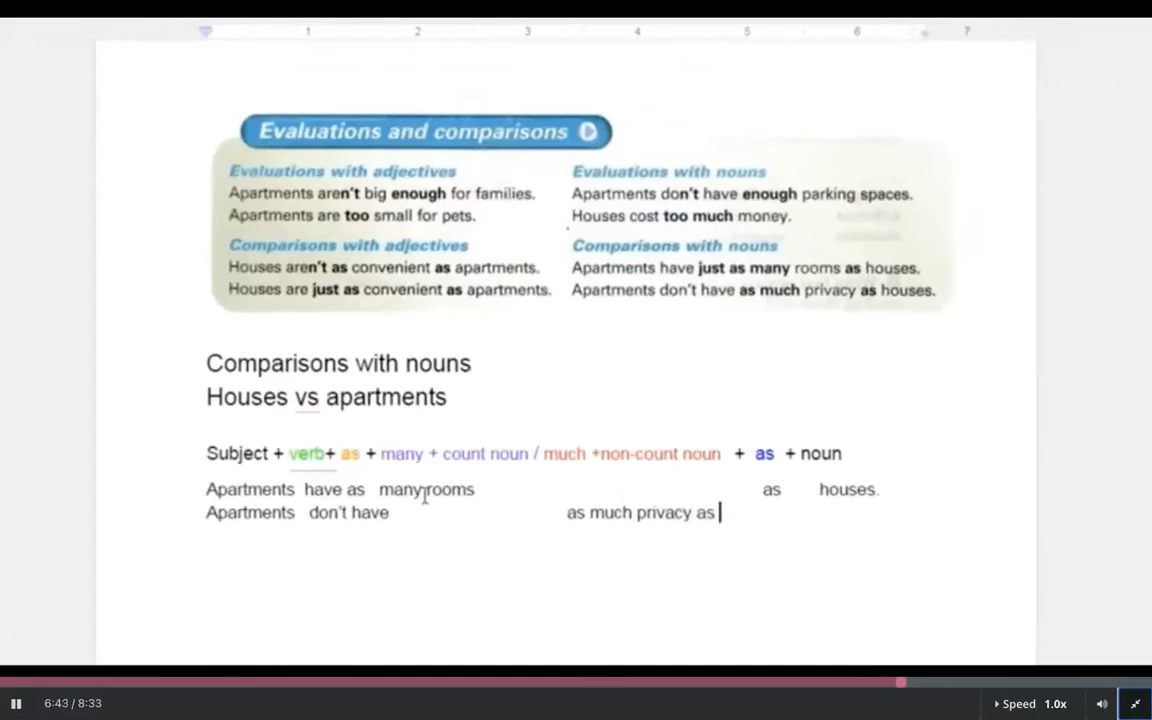 1 2 3 4 5 6 7
Evaluations and comparisons
Evaluations with adjectives
Apartments aren't big enough for families.
Apartments are too small for pets.
Comparisons with adjectives
Houses aren't as convenient as apartments.
Houses are just as convenient as apartments.
Evaluations with nouns
Apartments don't have enough parking spaces.
Houses cost too much money.
Comparisons with nouns
Apartments have just as many rooms as houses.
Apartments don't have as much privacy as houses.
Comparisons with nouns
Houses vs apartments
Subject + verb+ as + many + count noun / much +non-count noun + as + noun
Apartments have as many rooms as houses.
Apartments don't have as much privacy as
6:43 / 8:33
Speed 1.0x